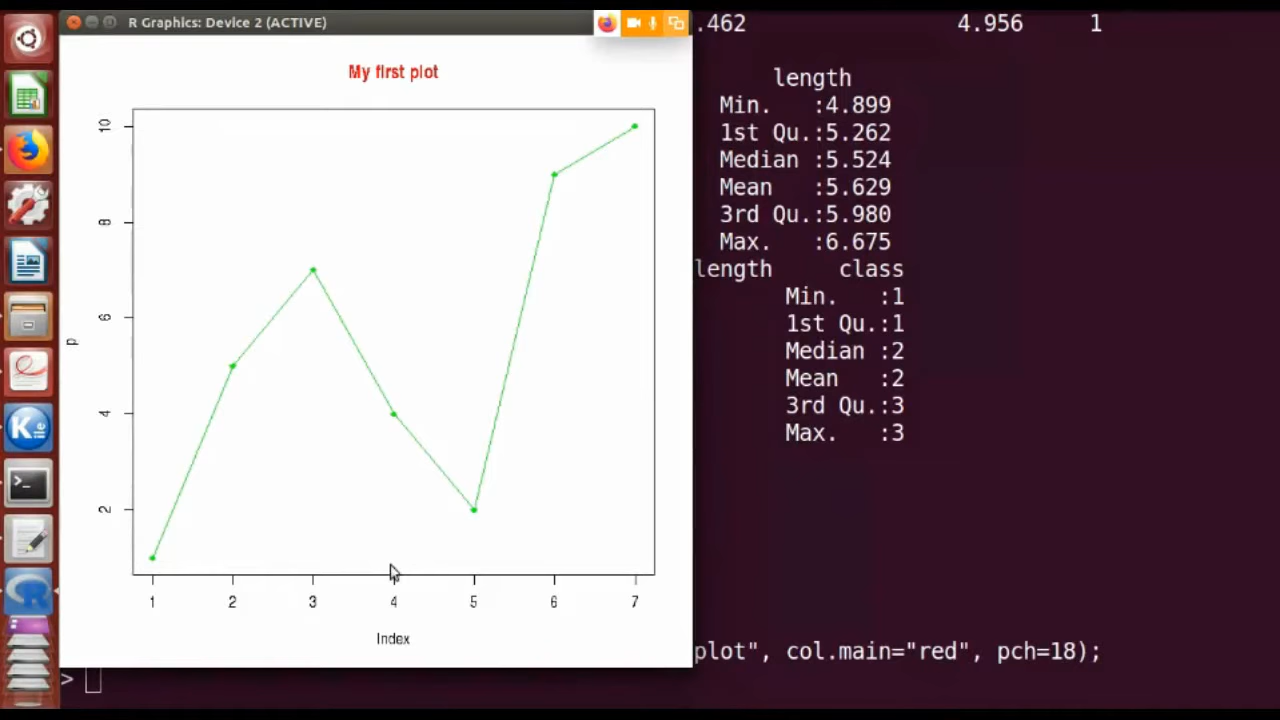 R Graphics: Device 2 (ACTIVE)
My first plot
10
8
6
4
2
p
1 2 3 4 5 6 7
Index
.462 4.956 1
length
Min. :4.899
1st Qu.:5.262
Median :5.524
Mean :5.629
3rd Qu.:5.980
Max. :6.675
length class
Min. :1
1st Qu.:1
Median :2
Mean :2
3rd Qu.:3
Max. :3
plot", col.main="red", pch=18);
>